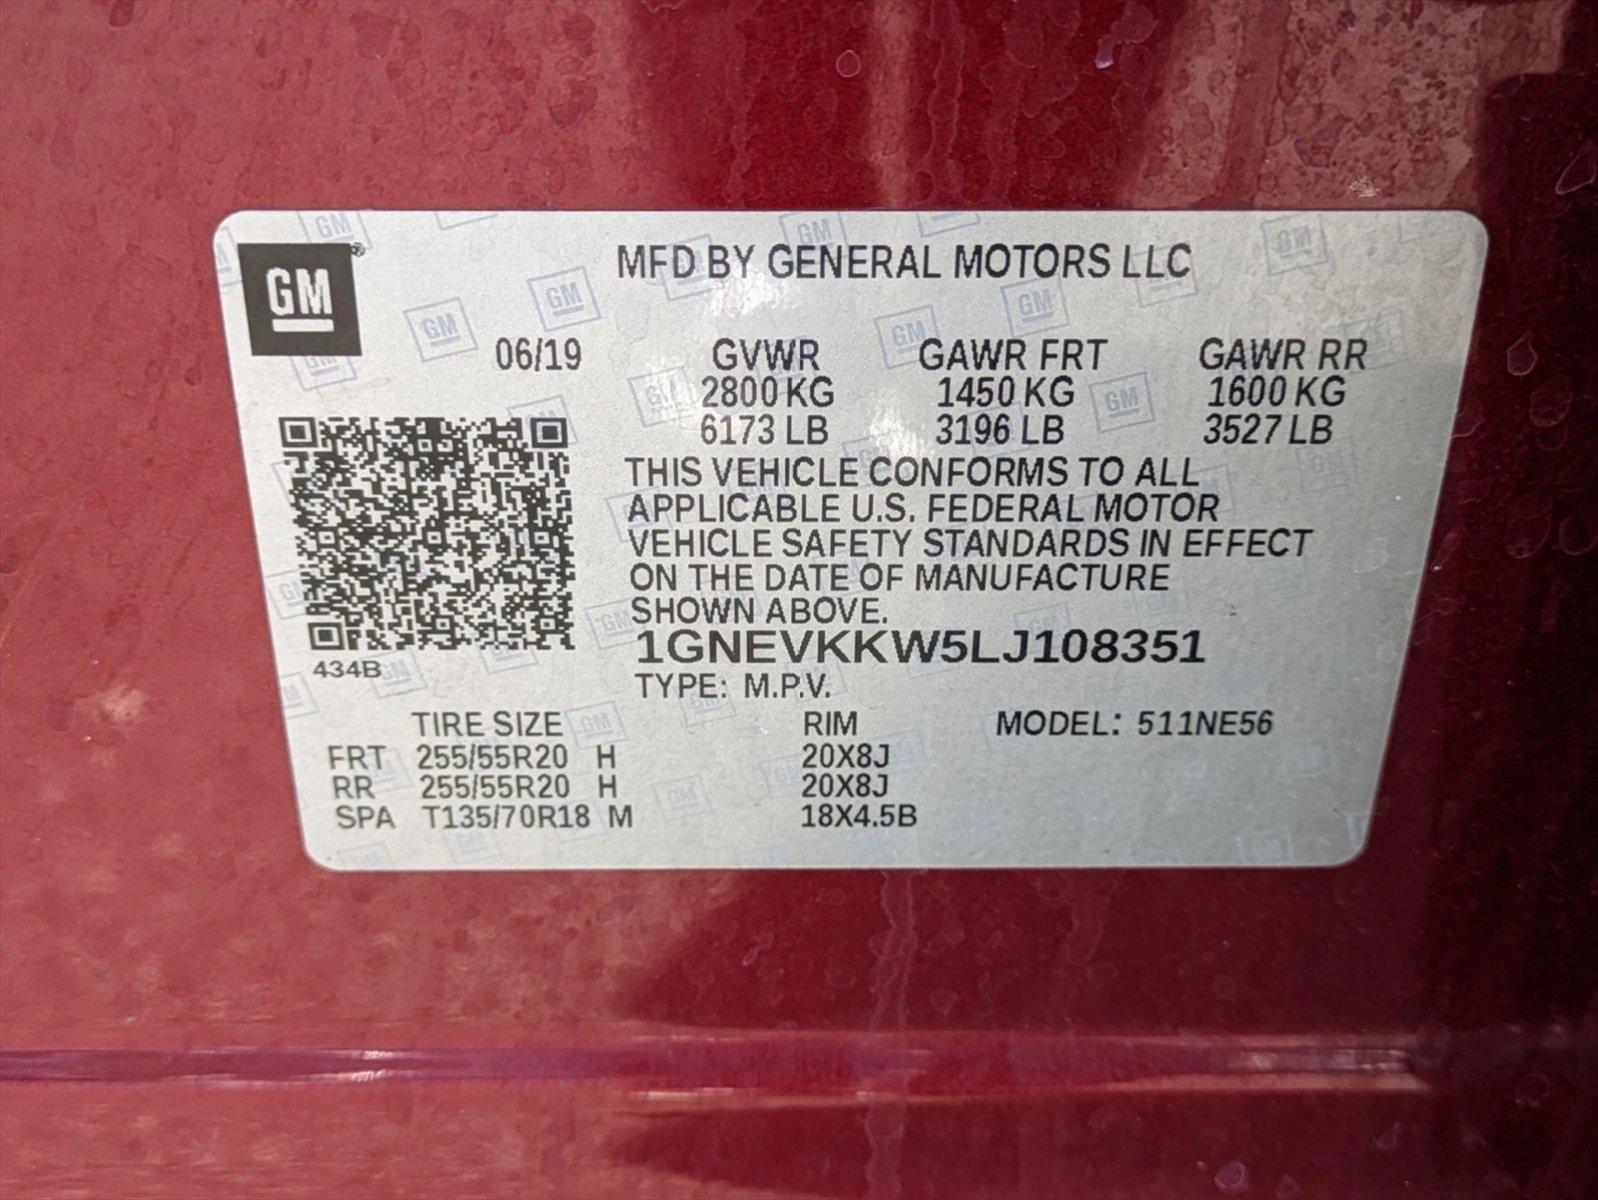 GM®
MFD BY GENERAL MOTORS LLC
06/19 GVWR GAWR FRT GAWR RR
2800 KG 1450 KG 1600 KG
6173 LB 3196 LB 3527 LB
THIS VEHICLE CONFORMS TO ALL
APPLICABLE U.S. FEDERAL MOTOR
VEHICLE SAFETY STANDARDS IN EFFECT
ON THE DATE OF MANUFACTURE
SHOWN ABOVE.
1GNEVKKW5LJ108351
434B
TYPE: M.P.V.
TIRE SIZE RIM MODEL: 511NE56
FRT 255/55R20 H 20X8J
RR 255/55R20 H 20X8J
SPA T135/70R18 M 18X4.5B